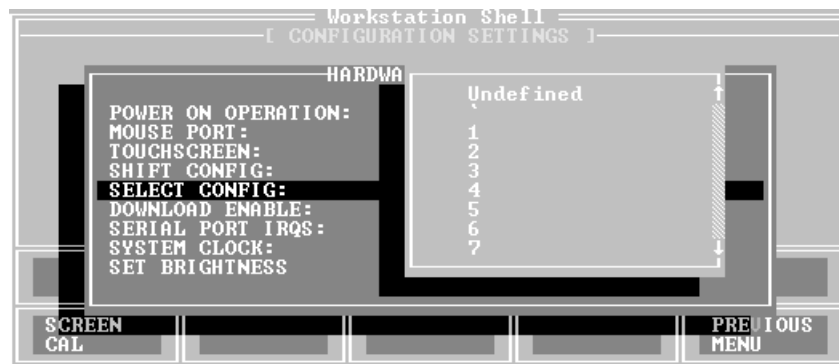 Workstation Shell
[ CONFIGURATION SETTINGS ]
HARDWA
POWER ON OPERATION:
MOUSE PORT:
TOUCHSCREEN:
SHIFT CONFIG:
SELECT CONFIG:
DOWNLOAD ENABLE:
SERIAL PORT IRQS:
SYSTEM CLOCK:
SET BRIGHTNESS
Undefined
`
1
2
3
4
5
6
7
SCREEN
CAL
PREVIOUS
MENU